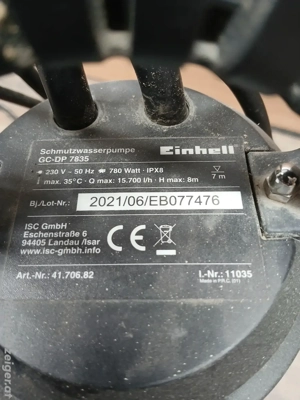 Schmutzwasserpumpe
GC-DP 7835
Einhell
230 V ~ 50 Hz 780 Watt · IPX8
max. 35°C · Q max: 15.700 l/h · H max: 8m
7 m
Bj./Lot-Nr.:
2021/06/EB077476
ISC GmbH
Eschenstraße 6
94405 Landau /Isar
www.isc-gmbh.info
CE
Art.-Nr.: 41.706.82
I.-Nr.: 11035
Made in P.R.C. (01)